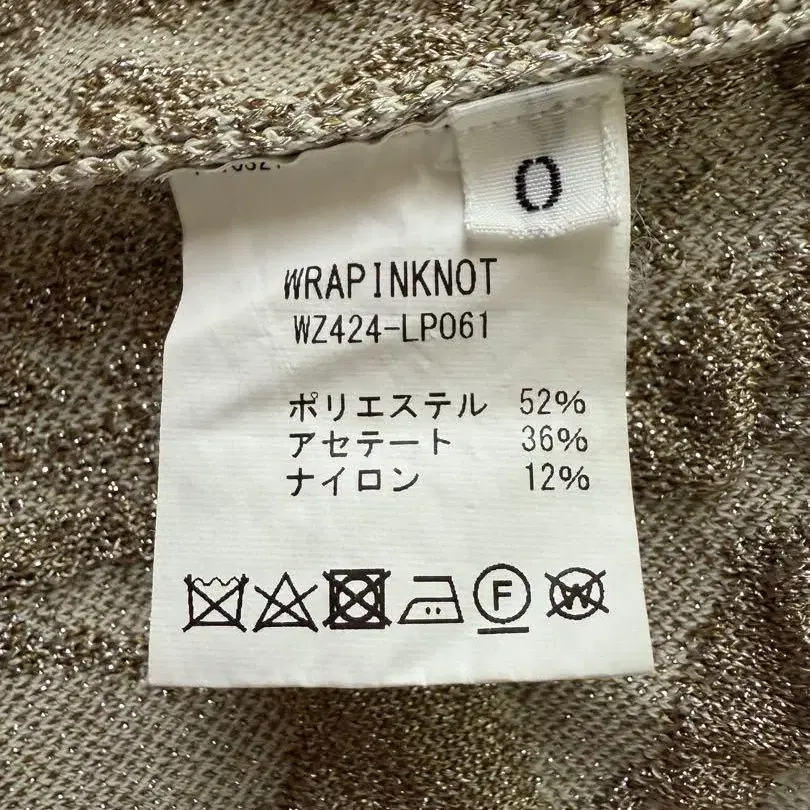 0
WRAPINKNOT
WZ424-LP061
ポリエステル 52%
アセテート 36%
ナイロン 12%
F
W